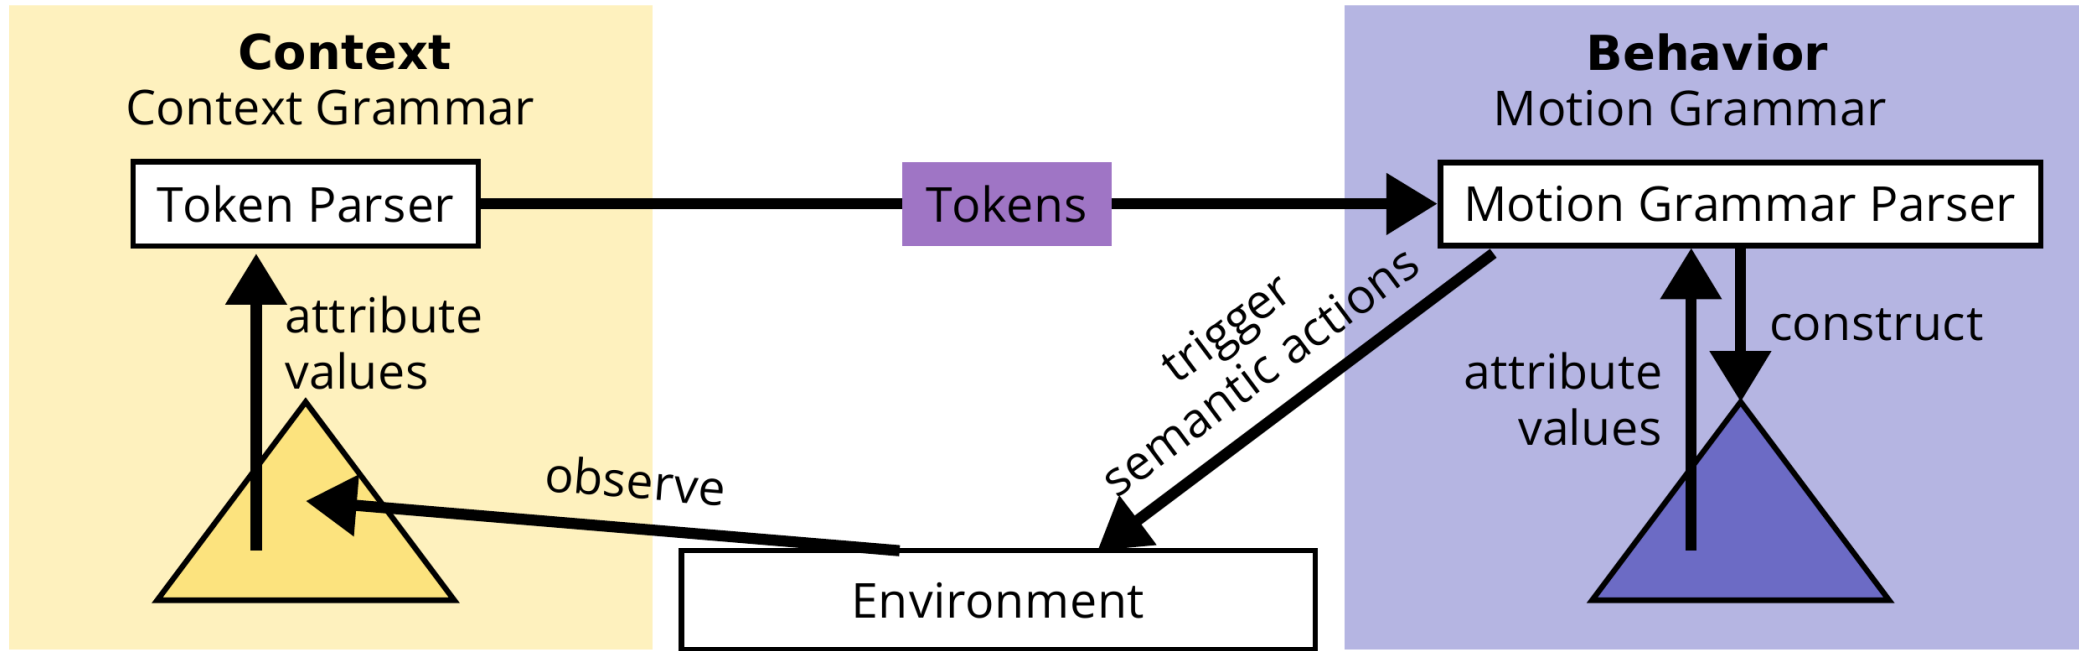 Context
Context Grammar
Token Parser
attribute
values
observe
Tokens
trigger
semantic actions
Environment
Behavior
Motion Grammar
Motion Grammar Parser
construct
attribute
values